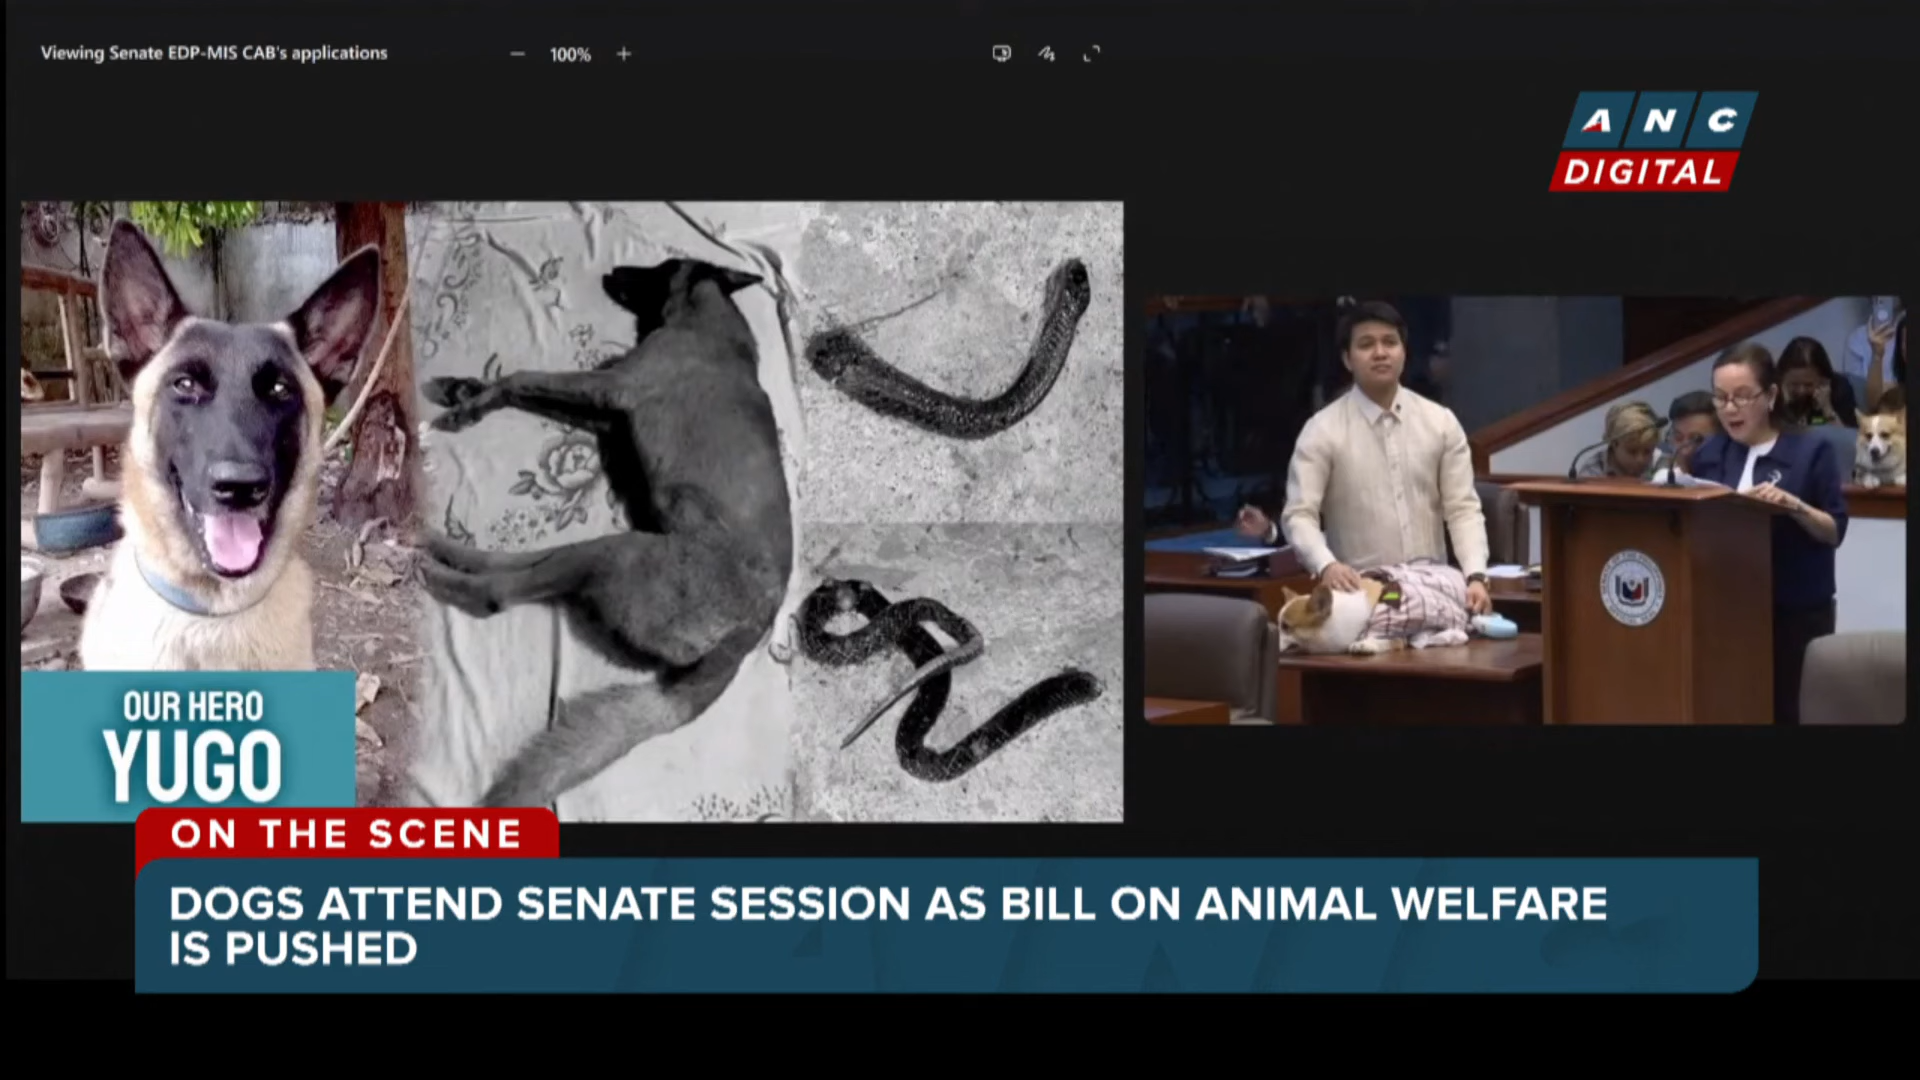 Viewing Senate EDP-MIS CAB's applications
100%
ANC
DIGITAL
OUR HERO
YUGO
ON THE SCENE
DOGS ATTEND SENATE SESSION AS BILL ON ANIMAL WELFARE
IS PUSHED